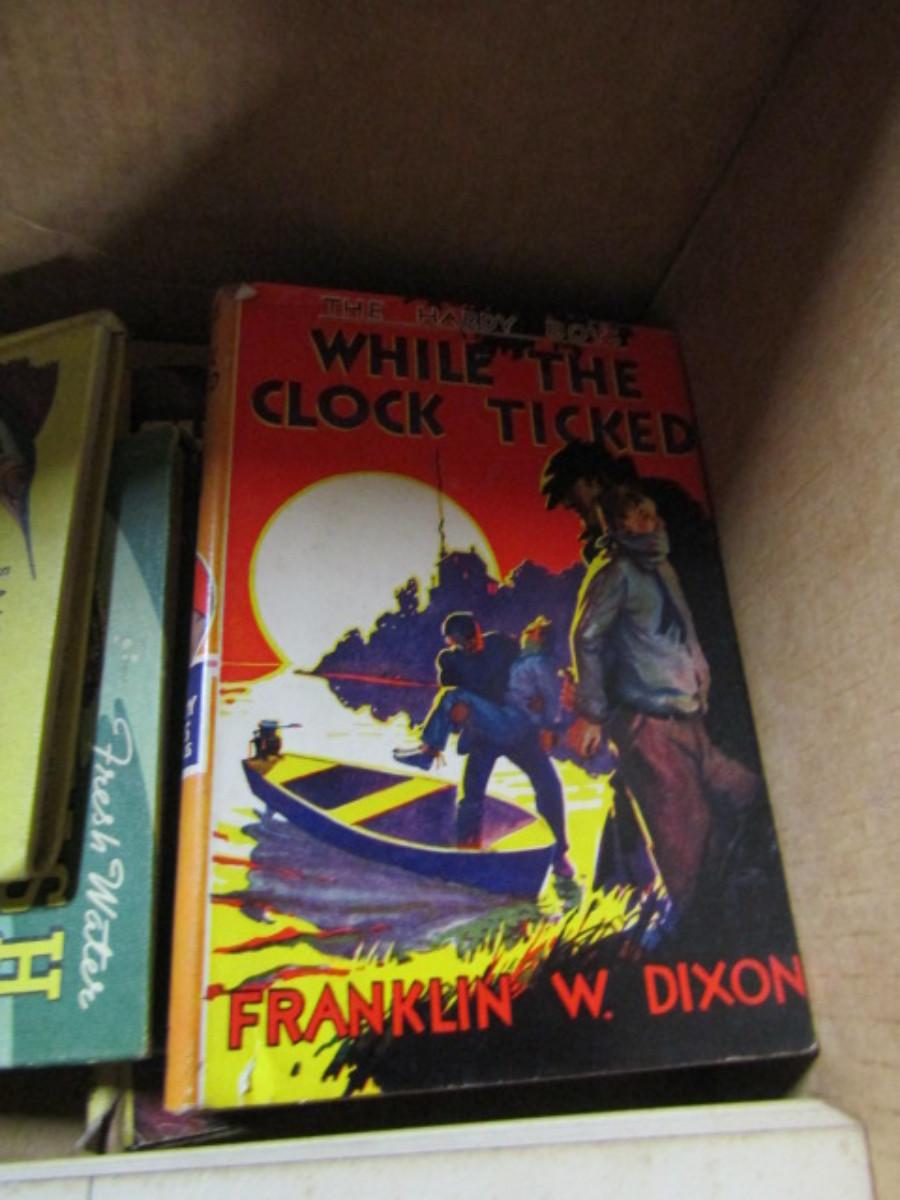 THE HARDY BOYS
WHILE THE
CLOCK TICKED
FRANKLIN W. DIXON
Fresh Water
H